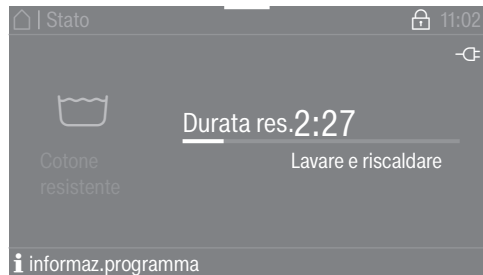 | Stato
11:02
Durata res.2:27
Lavare e riscaldare
Cotone
resistente
i informaz.programma